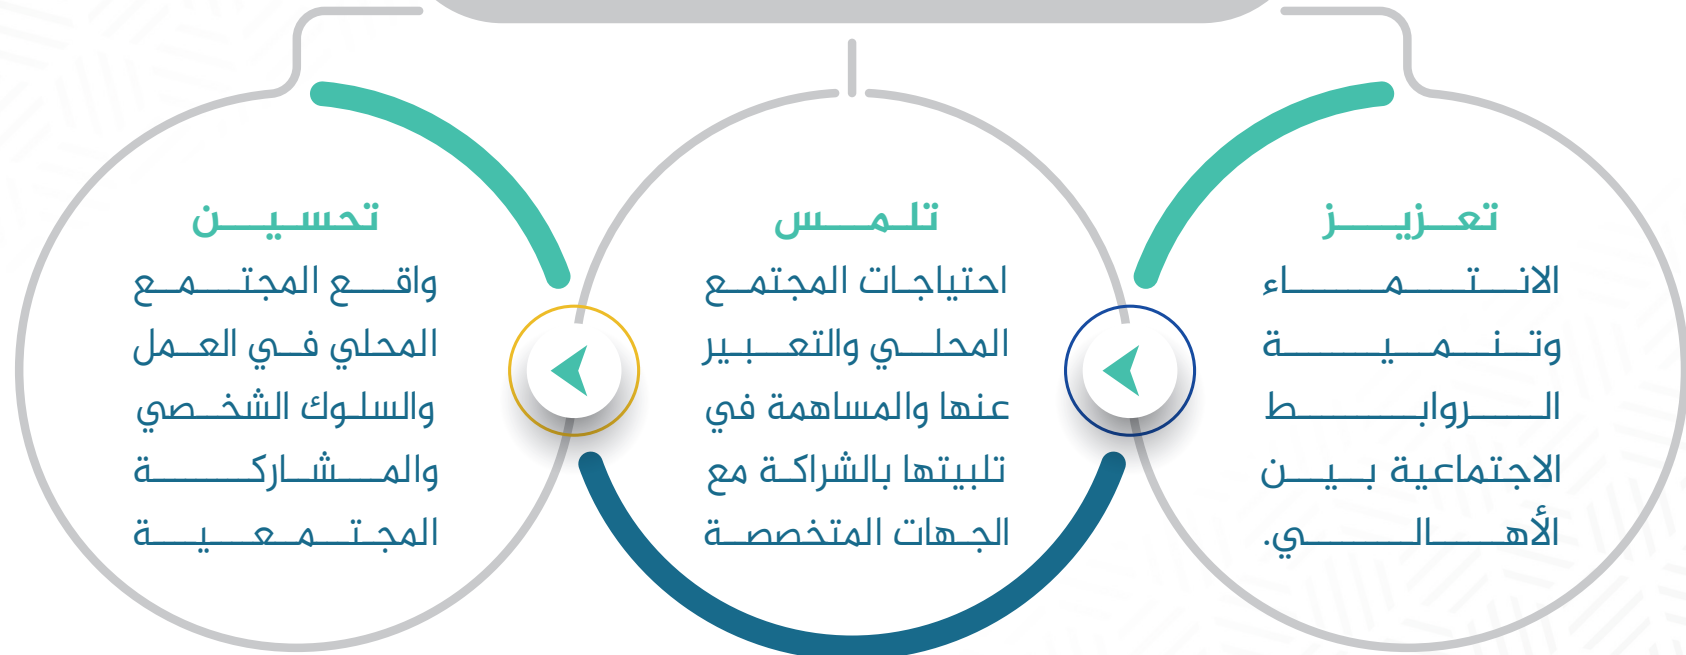 تعزيز
الانتماء
وتنمية
الروابط
الاجتماعية بين
الأهالي.
تلمس
احتياجات المجتمع
المحلي والتعبير
عنها والمساهمة في
تلبيتها بالشراكة مع
الجهات المتخصصة
تحسين
واقع المجتمع
المحلي في العمل
والسلوك الشخصي
والمشاركة
المجتمعية